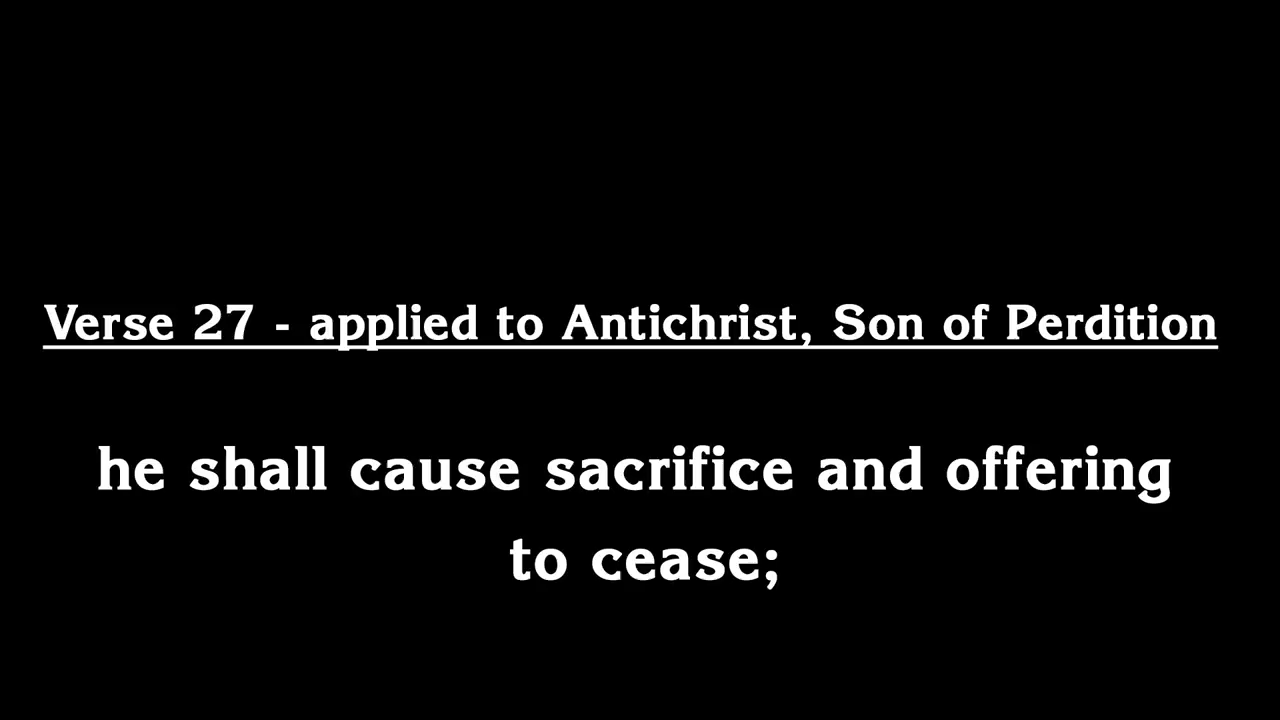 Verse 27 - applied to Antichrist, Son of Perdition
he shall cause sacrifice and offering
to cease;